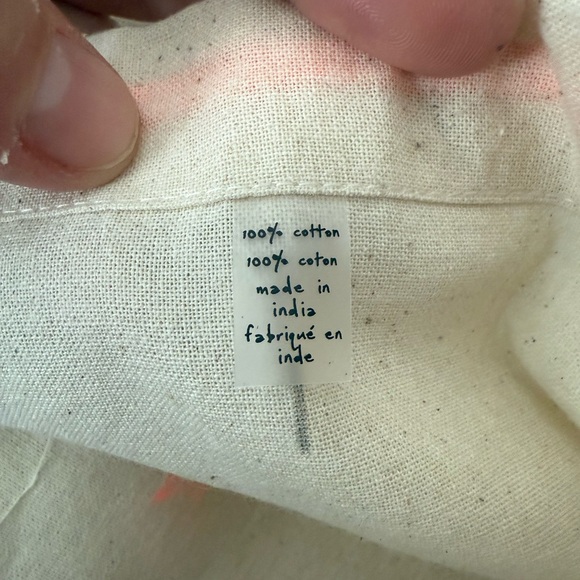 100% cotton
100% coton
made in
india
fabriqué en
inde